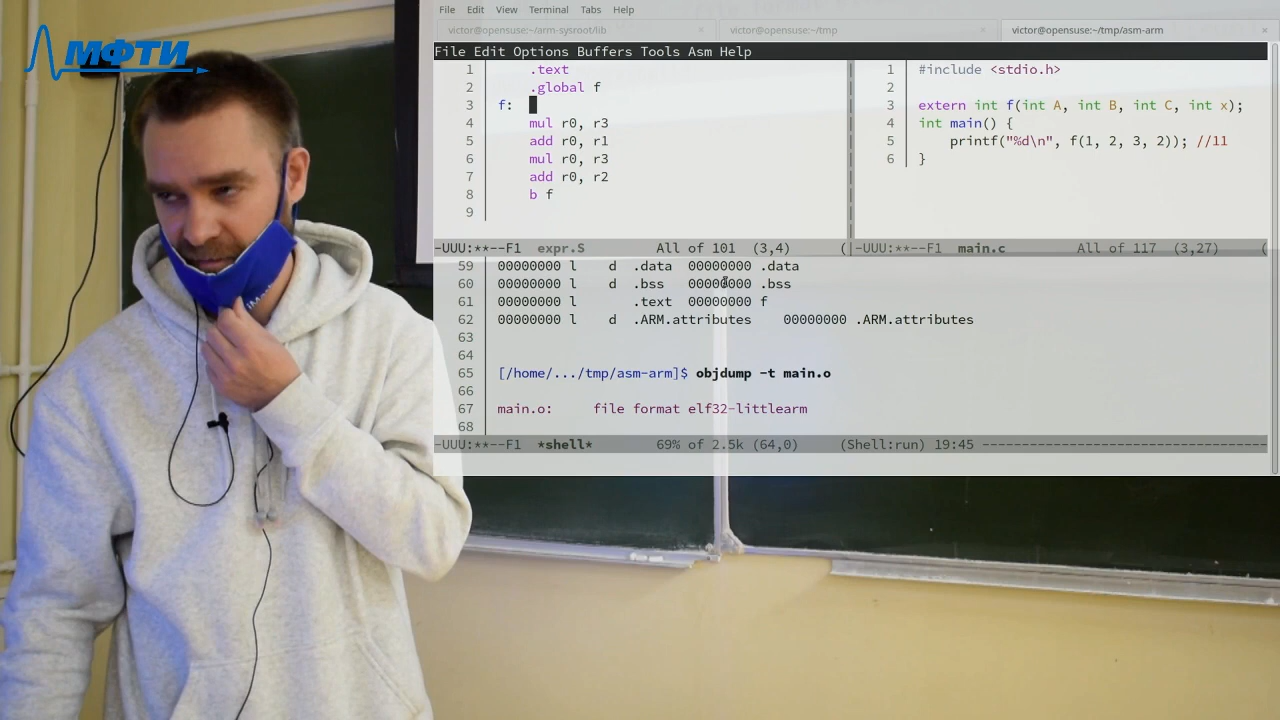 МФТИ
File Edit View Terminal Tabs Help
victor@opensuse:~/arm-sysroot/lib × victor@opensuse:~/tmp × victor@opensuse:~/tmp/asm-arm ×
File Edit Options Buffers Tools Asm Help
1 .text
2 .global f
3 f:
4 mul r0, r3
5 add r0, r1
6 mul r0, r3
7 add r0, r2
8 b f
9
1 #include <stdio.h>
2
3 extern int f(int A, int B, int C, int x);
4 int main() {
5 printf("%d\n", f(1, 2, 3, 2)); //11
6 }
-UUU:**--F1 expr.S All of 101 (3,4) (|-UUU:**--F1 main.c All of 117 (3,27) (
59 00000000 l d .data 00000000 .data
60 00000000 l d .bss 00000000 .bss
61 00000000 l .text 00000000 f
62 00000000 l d .ARM.attributes 00000000 .ARM.attributes
63
64
65 [/home/.../tmp/asm-arm]$ objdump -t main.o
66
67 main.o: file format elf32-littlearm
68
-UUU:**--F1 *shell* 69% of 2.5k (64,0) (Shell:run) 19:45 ------------------------------------